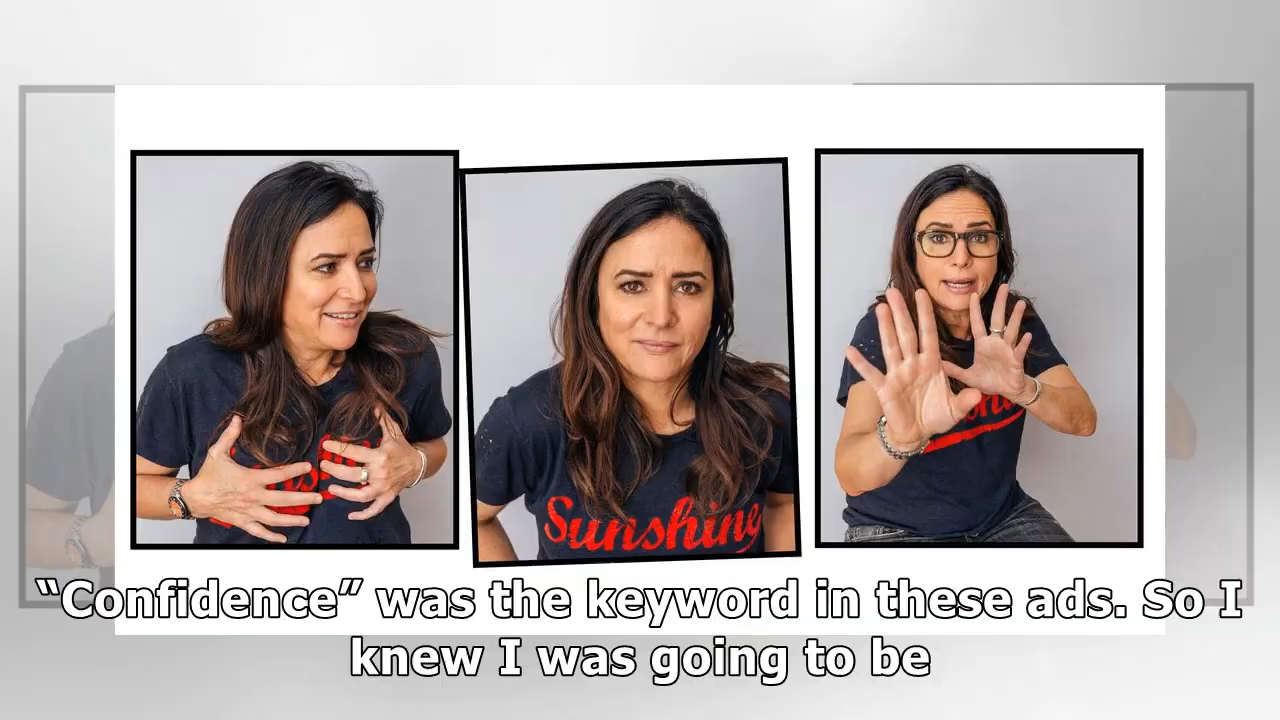 Sunshine
“Confidence” was the keyword in these ads. So I
knew I was going to be